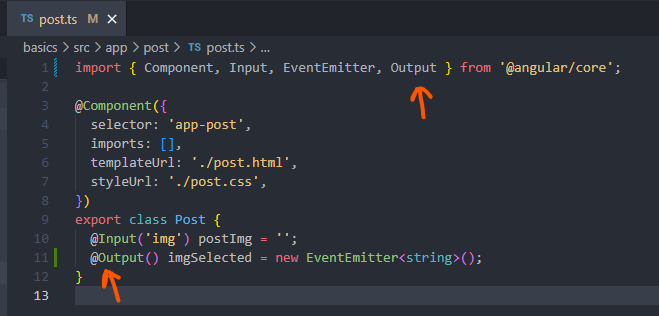 TS post.ts M ×
basics > src > app > post > TS post.ts > ...
1 import { Component, Input, EventEmitter, Output } from '@angular/core';
2
3 @Component({
4   selector: 'app-post',
5   imports: [],
6   templateUrl: './post.html',
7   styleUrl: './post.css',
8 })
9 export class Post {
10   @Input('img') postImg = '';
11   @Output() imgSelected = new EventEmitter<string>();
12 }
13